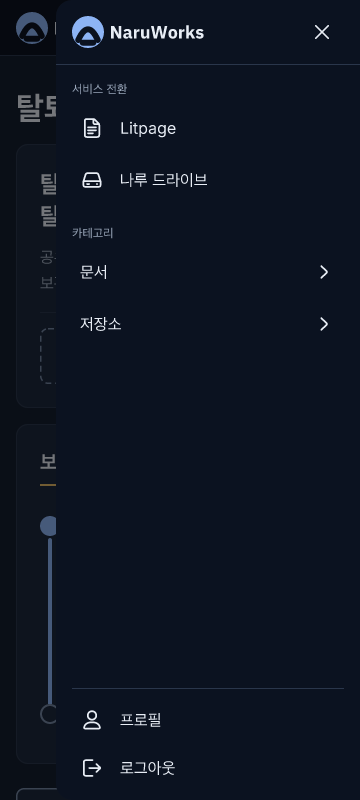 NaruWorks
서비스 전환
Litpage
나루 드라이브
카테고리
문서
저장소
프로필
로그아웃